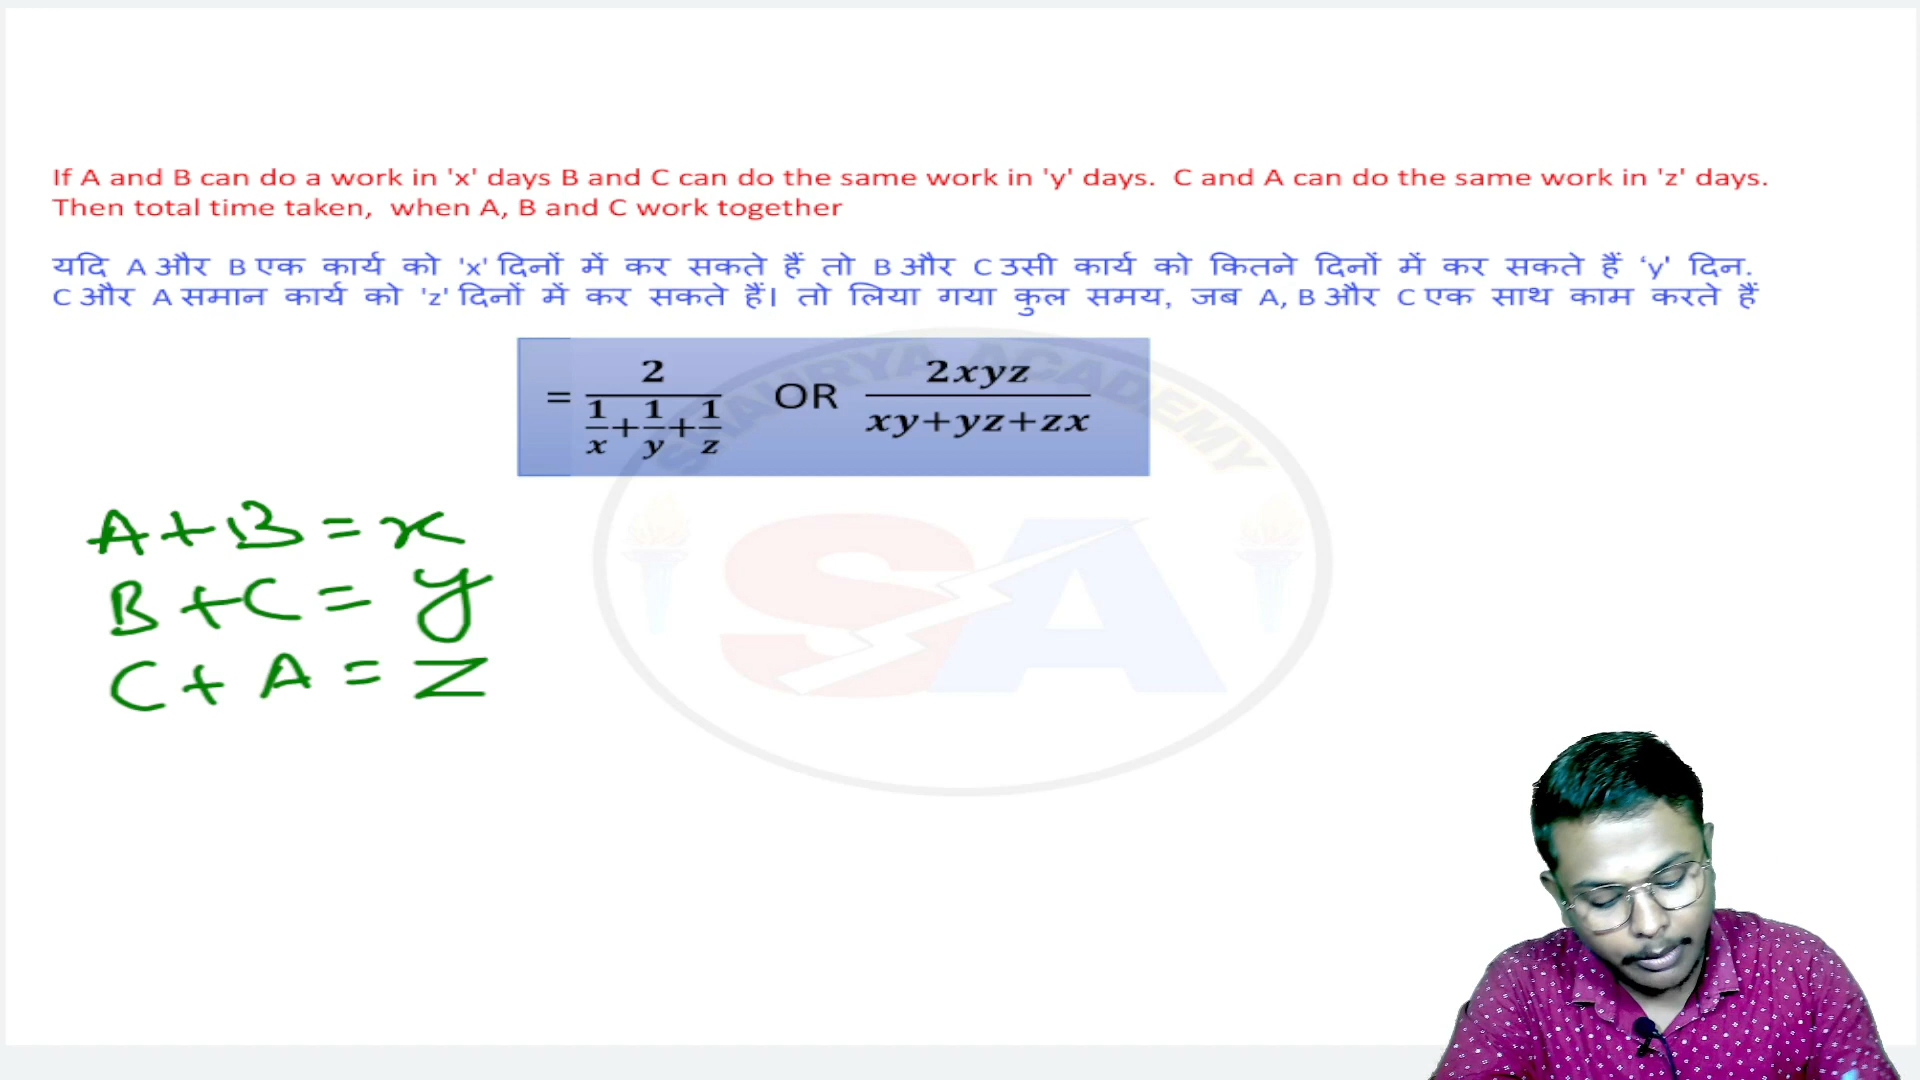 If A and B can do a work in 'x' days B and C can do the same work in 'y' days. C and A can do the same work in 'z' days.
Then total time taken, when A, B and C work together
यदि A और B एक कार्य को 'x' दिनों में कर सकते हैं तो B और C उसी कार्य को कितने दिनों में कर सकते हैं ‘y' दिन.
C और A समान कार्य को 'z' दिनों में कर सकते हैं। तो लिया गया कुल समय, जब A, B और C एक साथ काम करते हैं
= 2 / (1/x + 1/y + 1/z) OR 2xyz / (xy+yz+zx)
SHAURYA ACADEMY
SA
A+B=x
B+C=y
C+A=z